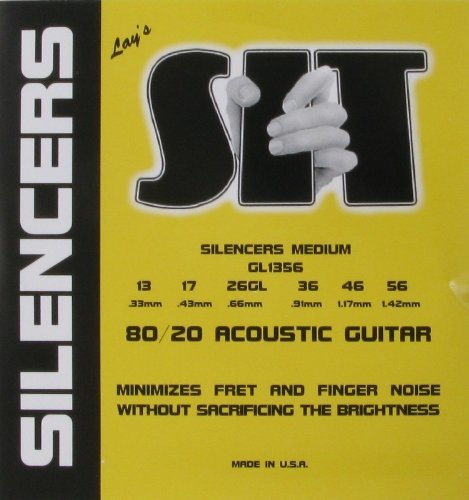 SILENCERS
Lay's
SIT
SILENCERS MEDIUM
GL1356
13 17 26GL 36 46 56
.33mm .43mm .66mm .91mm 1.17mm 1.42mm
80/20 ACOUSTIC GUITAR
MINIMIZES FRET AND FINGER NOISE
WITHOUT SACRIFICING THE BRIGHTNESS
MADE IN U.S.A.